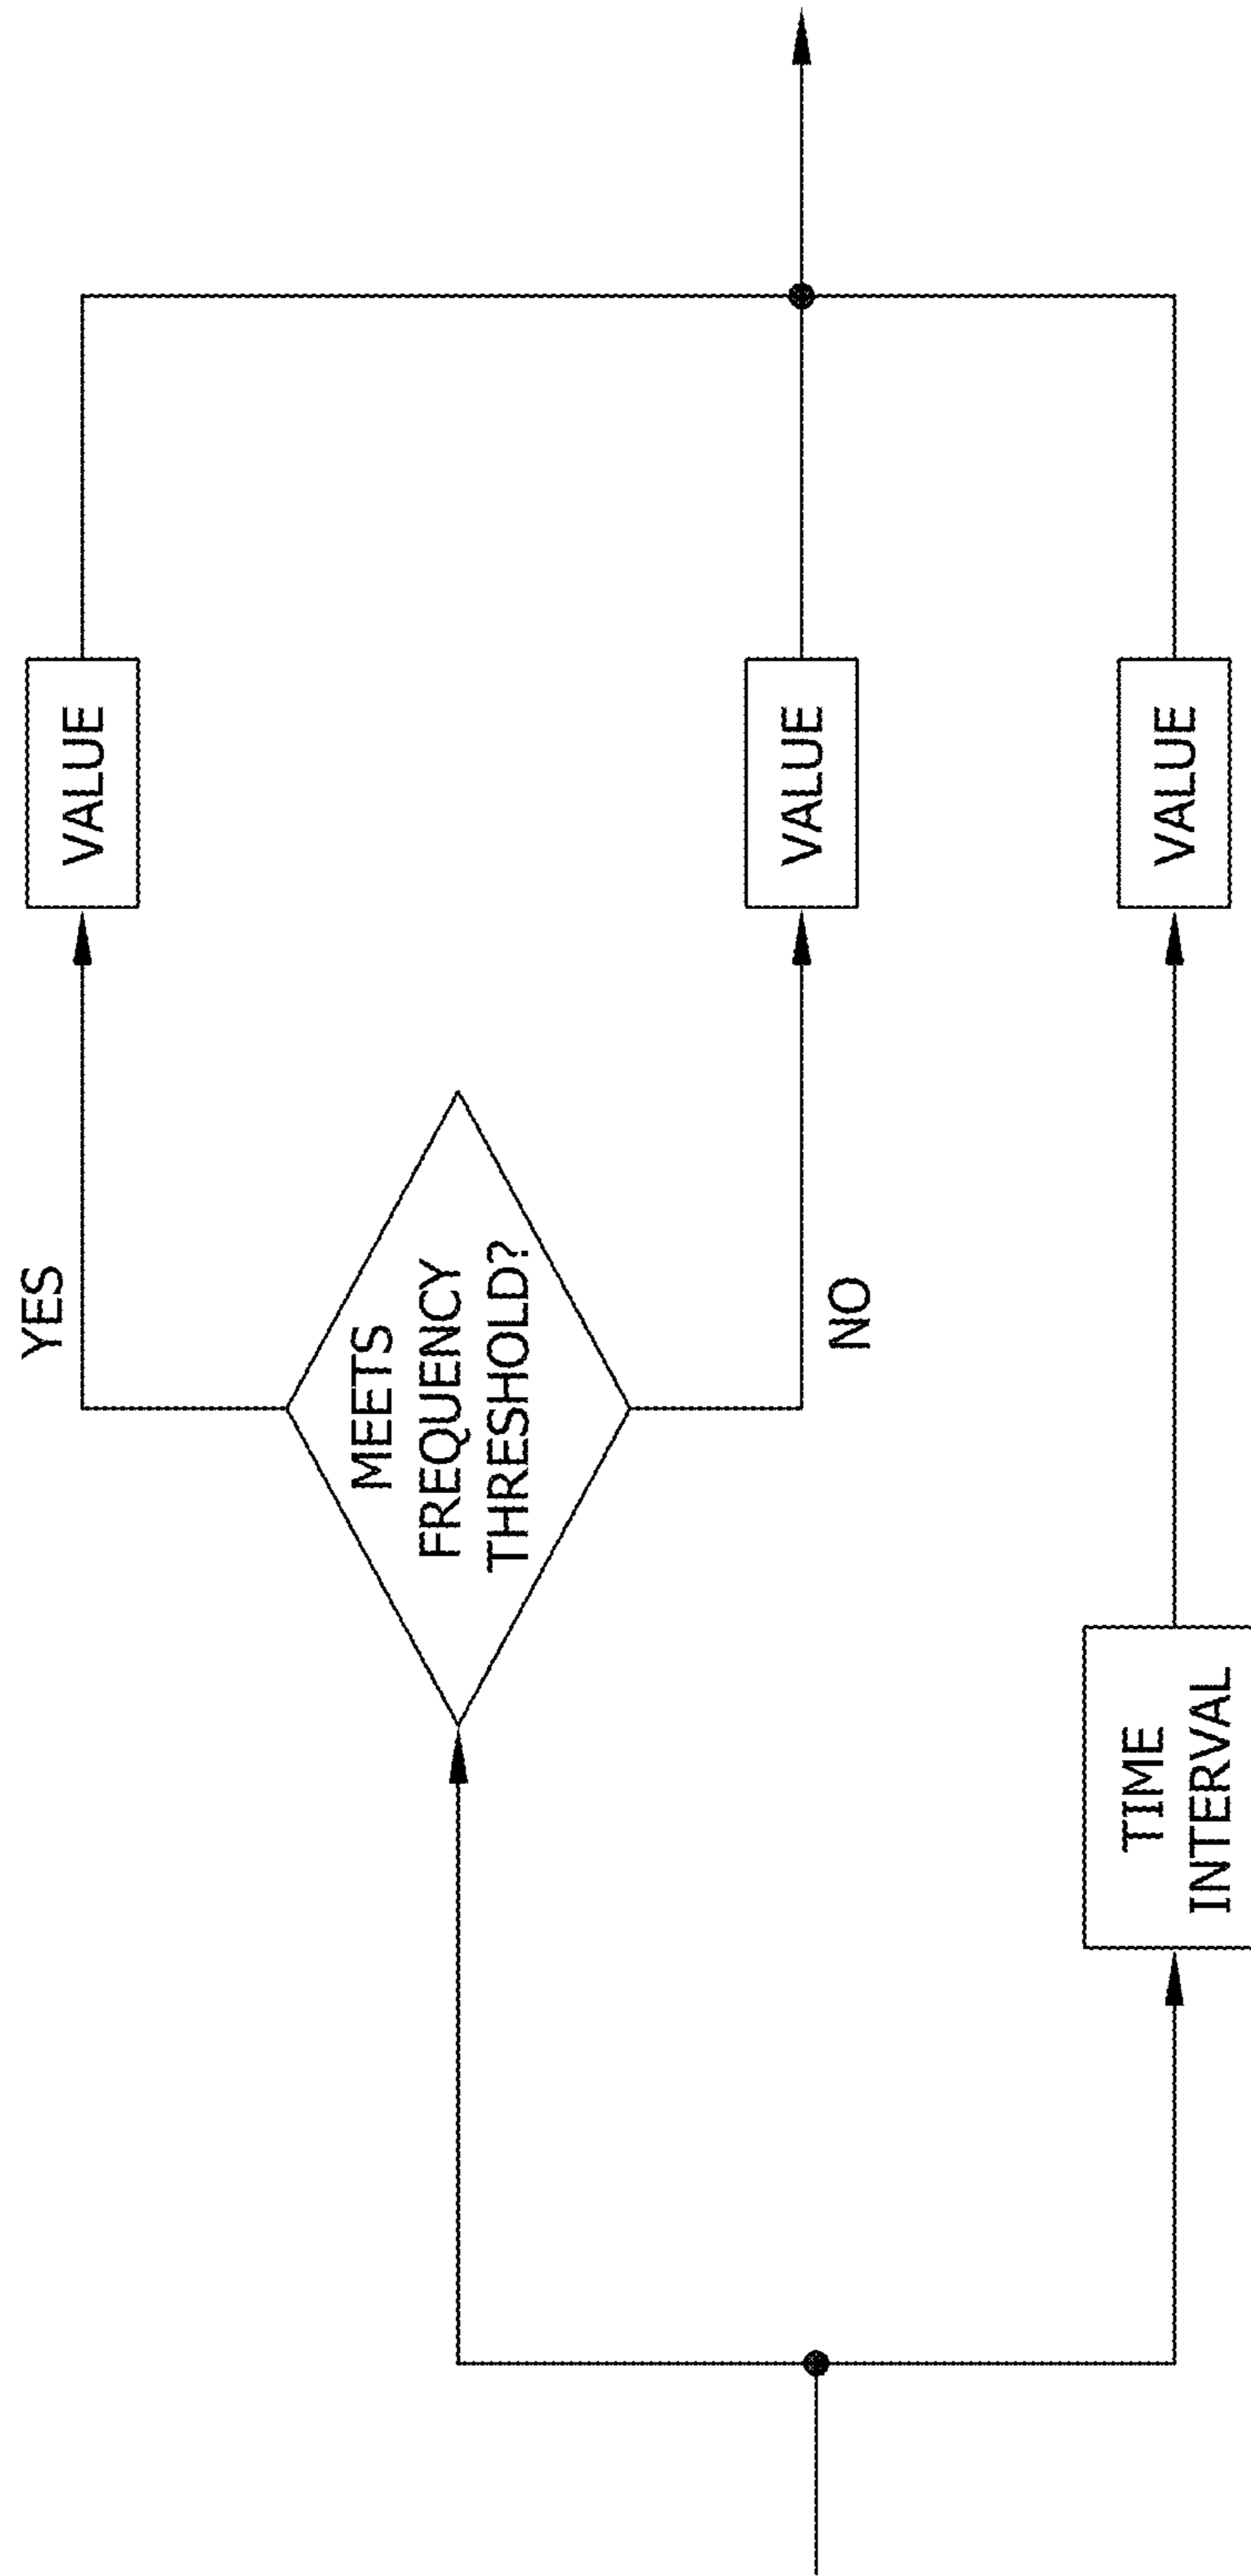 YES
MEETS
FREQUENCY
THRESHOLD?
NO
TIME
INTERVAL
VALUE
VALUE
VALUE